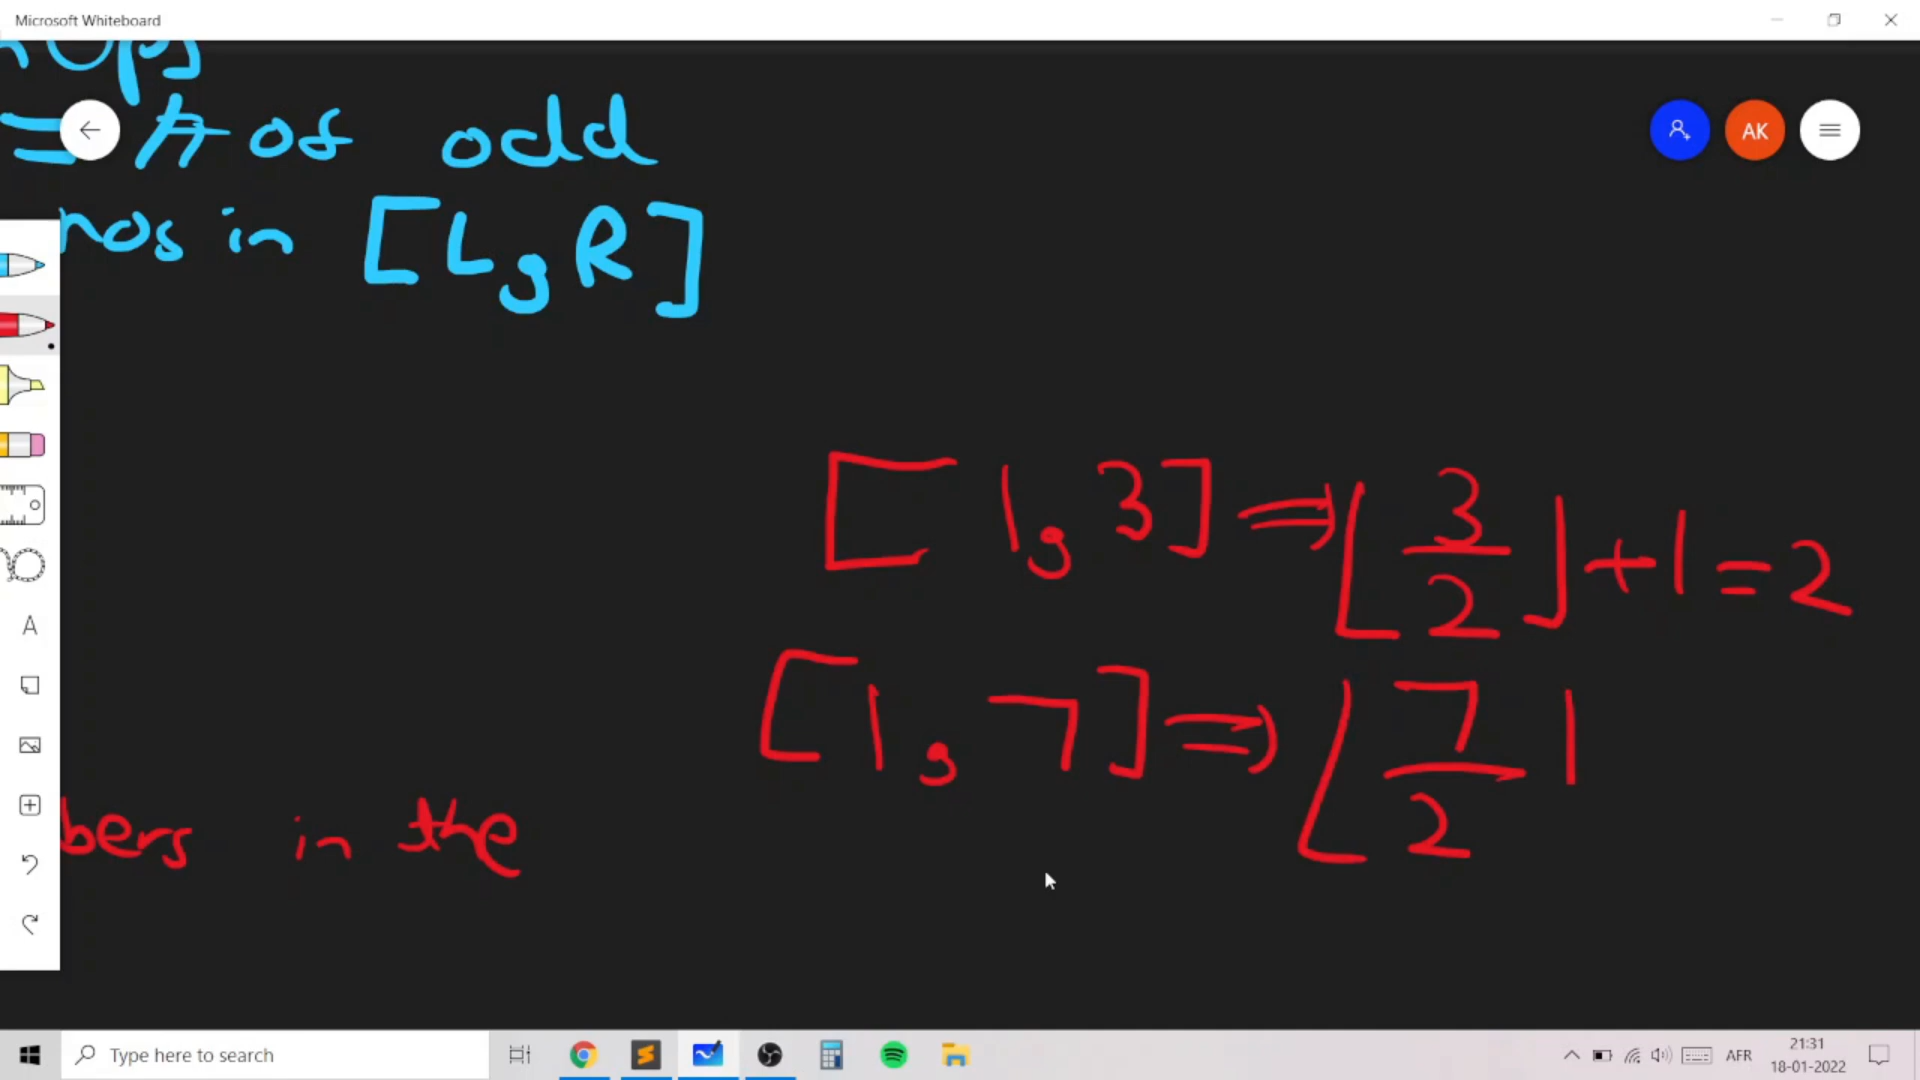 Microsoft Whiteboard
= # of odd
nos in [L, R]
AK
[1, 3] ⇒ ⌊3/2⌋ + 1 = 2
[1, 7] ⇒ ⌊7/2 |
A
bers in the
Type here to search
AFR
21:31
18-01-2022